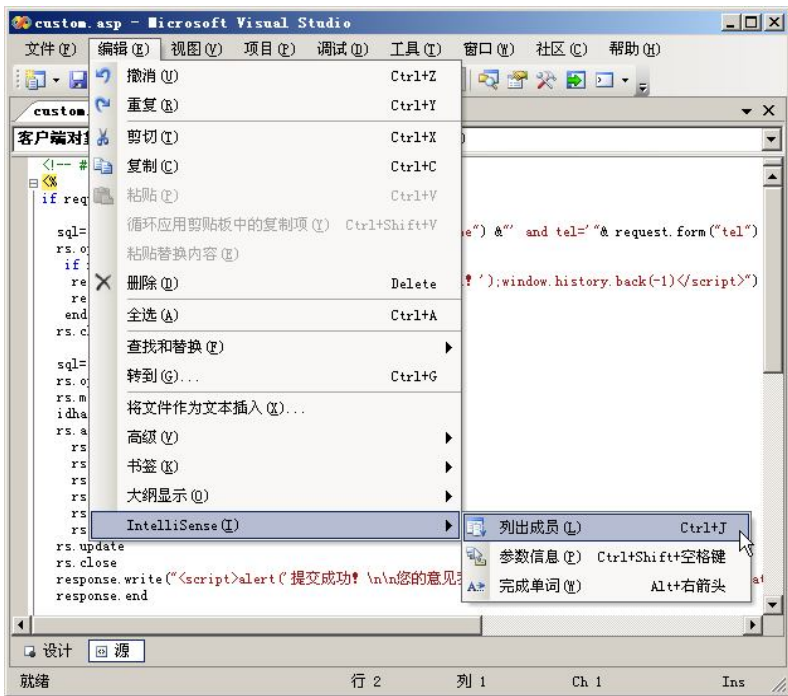 custom.asp - Microsoft Visual Studio
文件(F) 编辑(E) 视图(V) 项目(P) 调试(D) 工具(T) 窗口(W) 社区(C) 帮助(H)
custom.
撤消(U) Ctrl+Z
重复(R) Ctrl+Y
客户端对象
剪切(T) Ctrl+X
<!-- #
复制(C) Ctrl+C
<%
粘贴(P) Ctrl+V
if req
循环应用剪贴板中的复制项(Y) Ctrl+Shift+V
sql= e") &"' and tel='"& request.form("tel")
rs.o
粘贴替换内容(E)
if
re
删除(D) Delete
! ');window.history.back(-1)</script>")
re
end
全选(A) Ctrl+A
rs.c
查找和替换(F)
sql=
转到(G)... Ctrl+G
rs.o
rs.m
将文件作为文本插入(X)...
idha
rs.a
高级(V)
rs
书签(K)
rs
rs
大纲显示(O)
rs
rs
IntelliSense(I)
列出成员(L) Ctrl+J
rs.update
rs.close
参数信息(P) Ctrl+Shift+空格键
response.write("<script>alert('提交成功! \n\n您的意见
完成单词(W) Alt+右箭头
response.end
设计 源
就绪 行 2 列 1 Ch 1 Ins